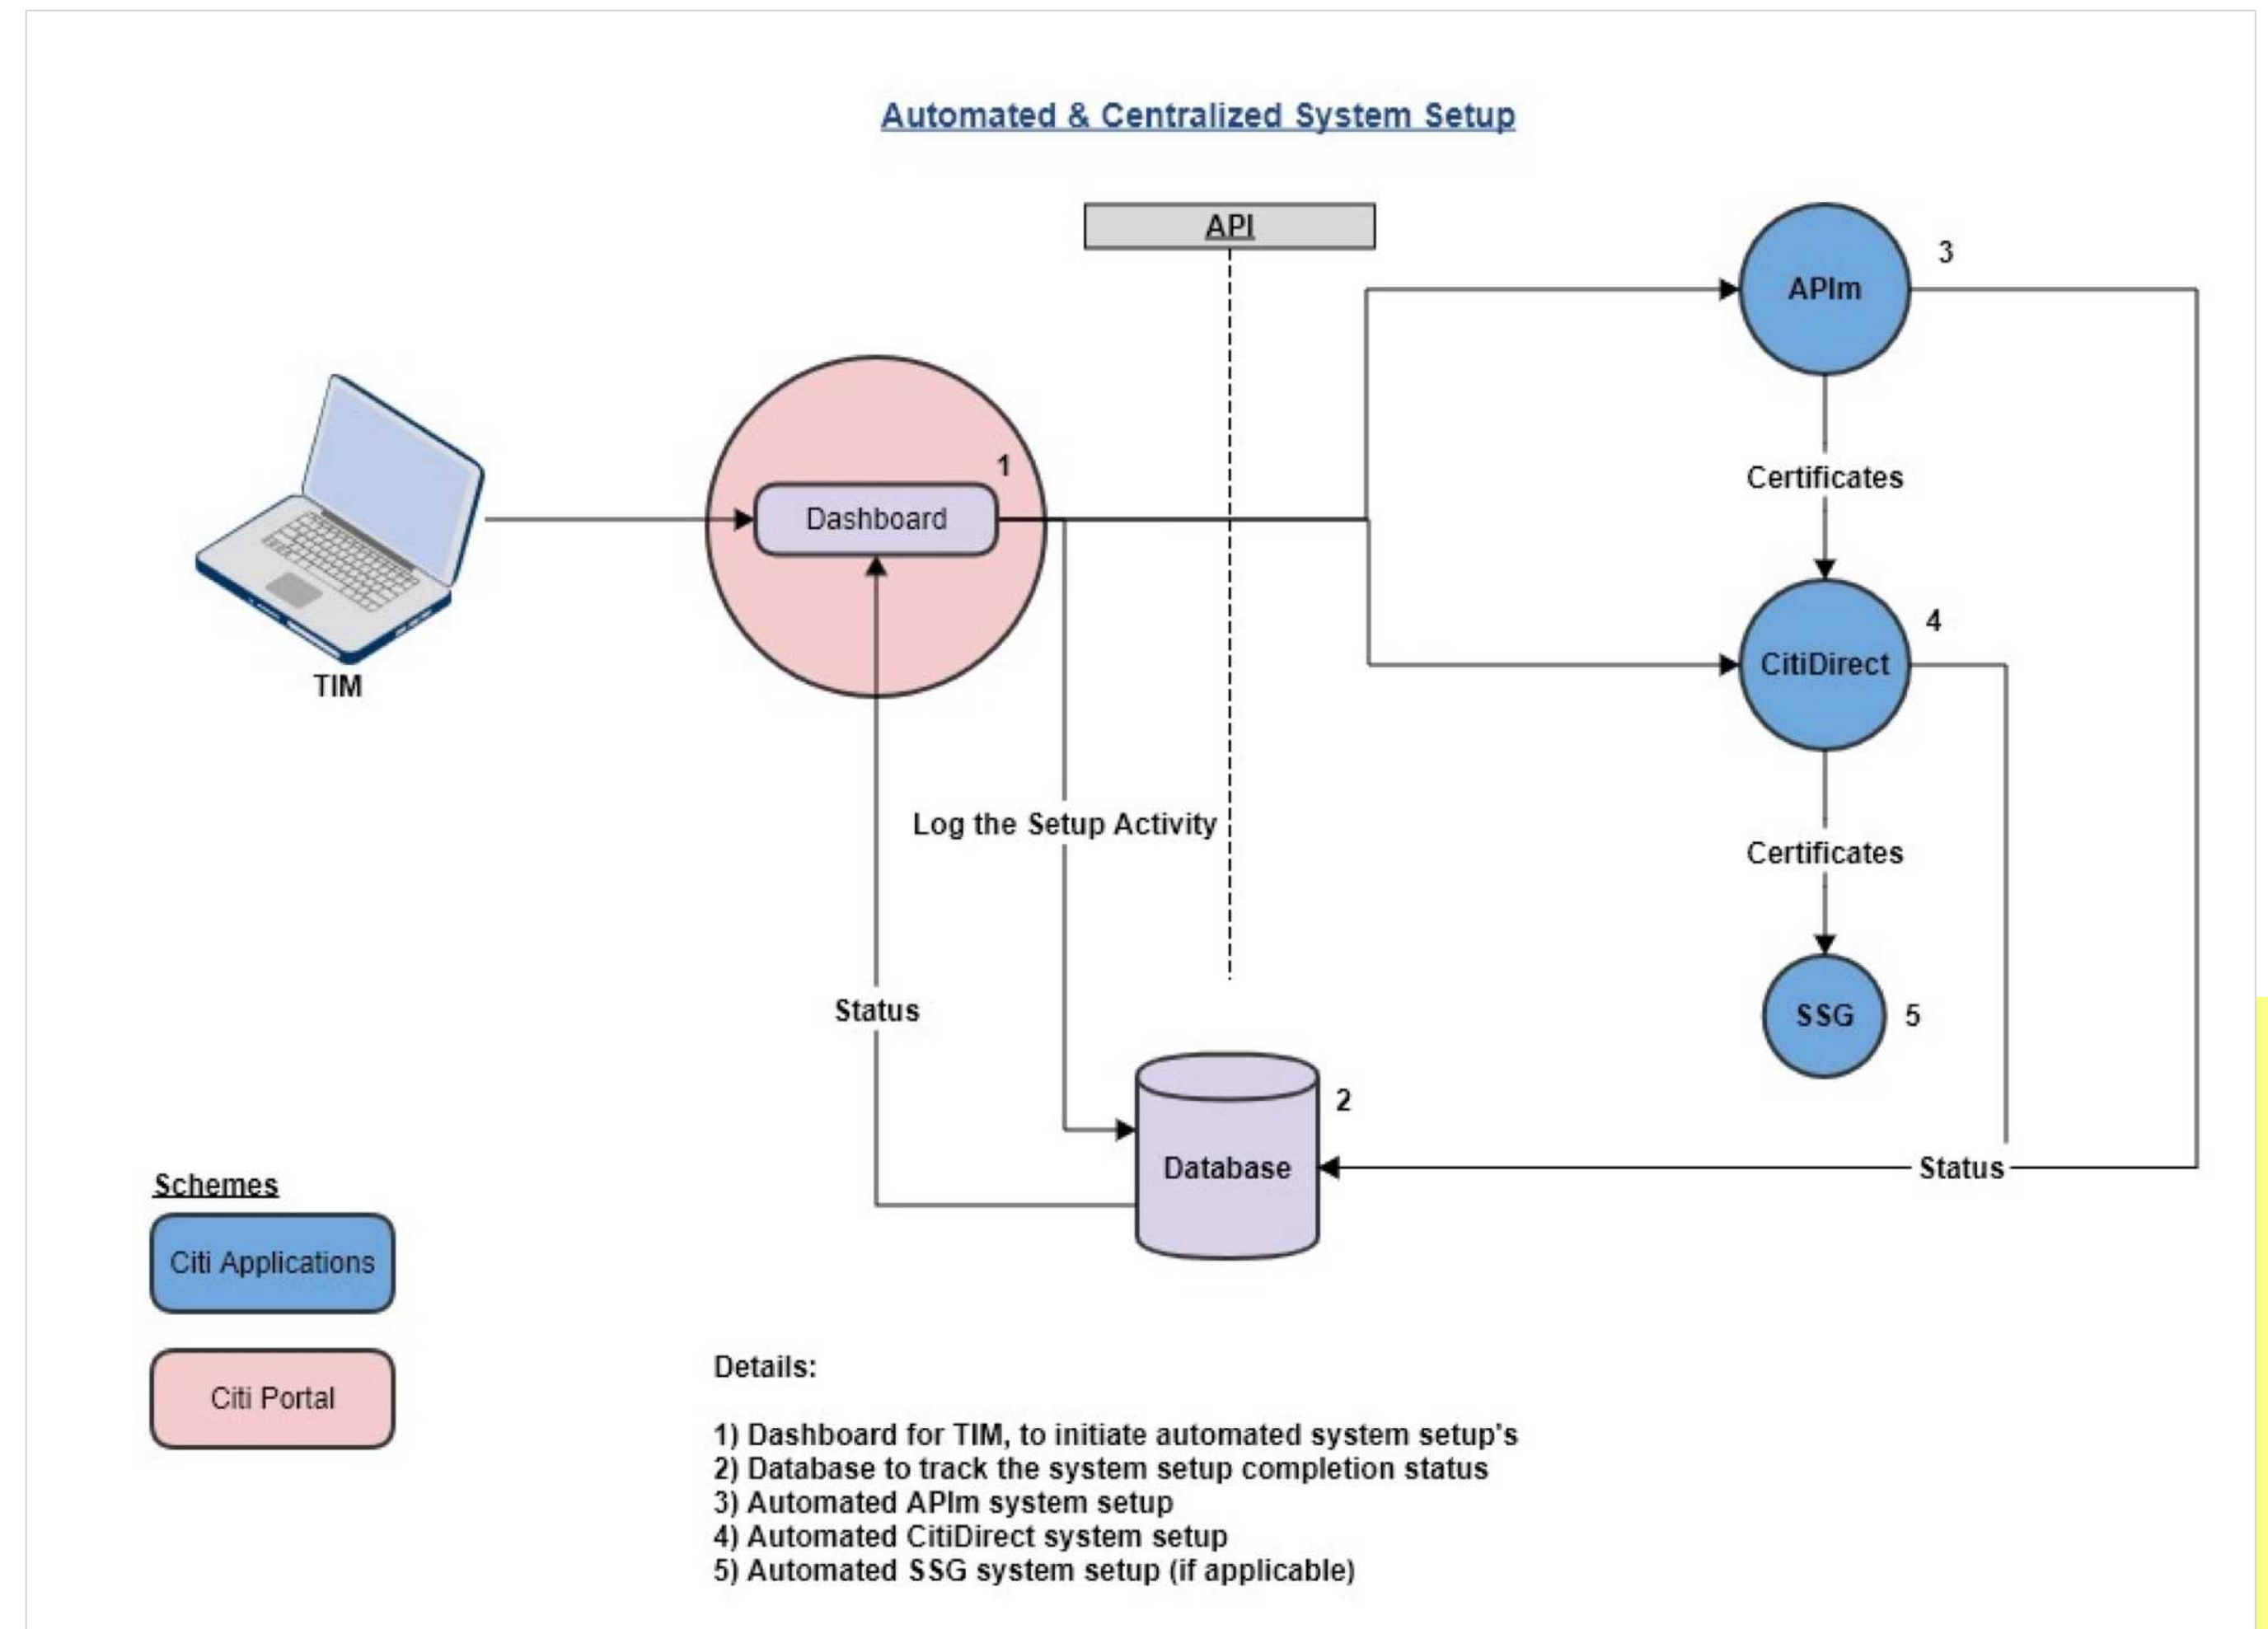 Automated & Centralized System Setup
API
APIm
3
Certificates
1
Dashboard
TIM
CitiDirect
4
Log the Setup Activity
Certificates
Status
SSG
5
Database
2
Status
Schemes
Citi Applications
Citi Portal
Details:
1) Dashboard for TIM, to initiate automated system setup's
2) Database to track the system setup completion status
3) Automated APIm system setup
4) Automated CitiDirect system setup
5) Automated SSG system setup (if applicable)